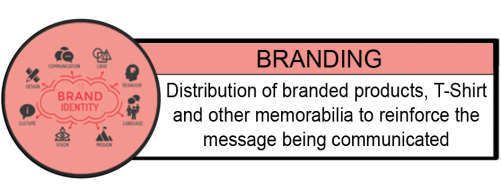 COMMUNICATION
LOGO
DESIGN
BEHAVIOR
BRAND
IDENTITY
CULTURE
LANGUAGE
VISION
MISSION
BRANDING
Distribution of branded products, T-Shirt
and other memorabilia to reinforce the
message being communicated